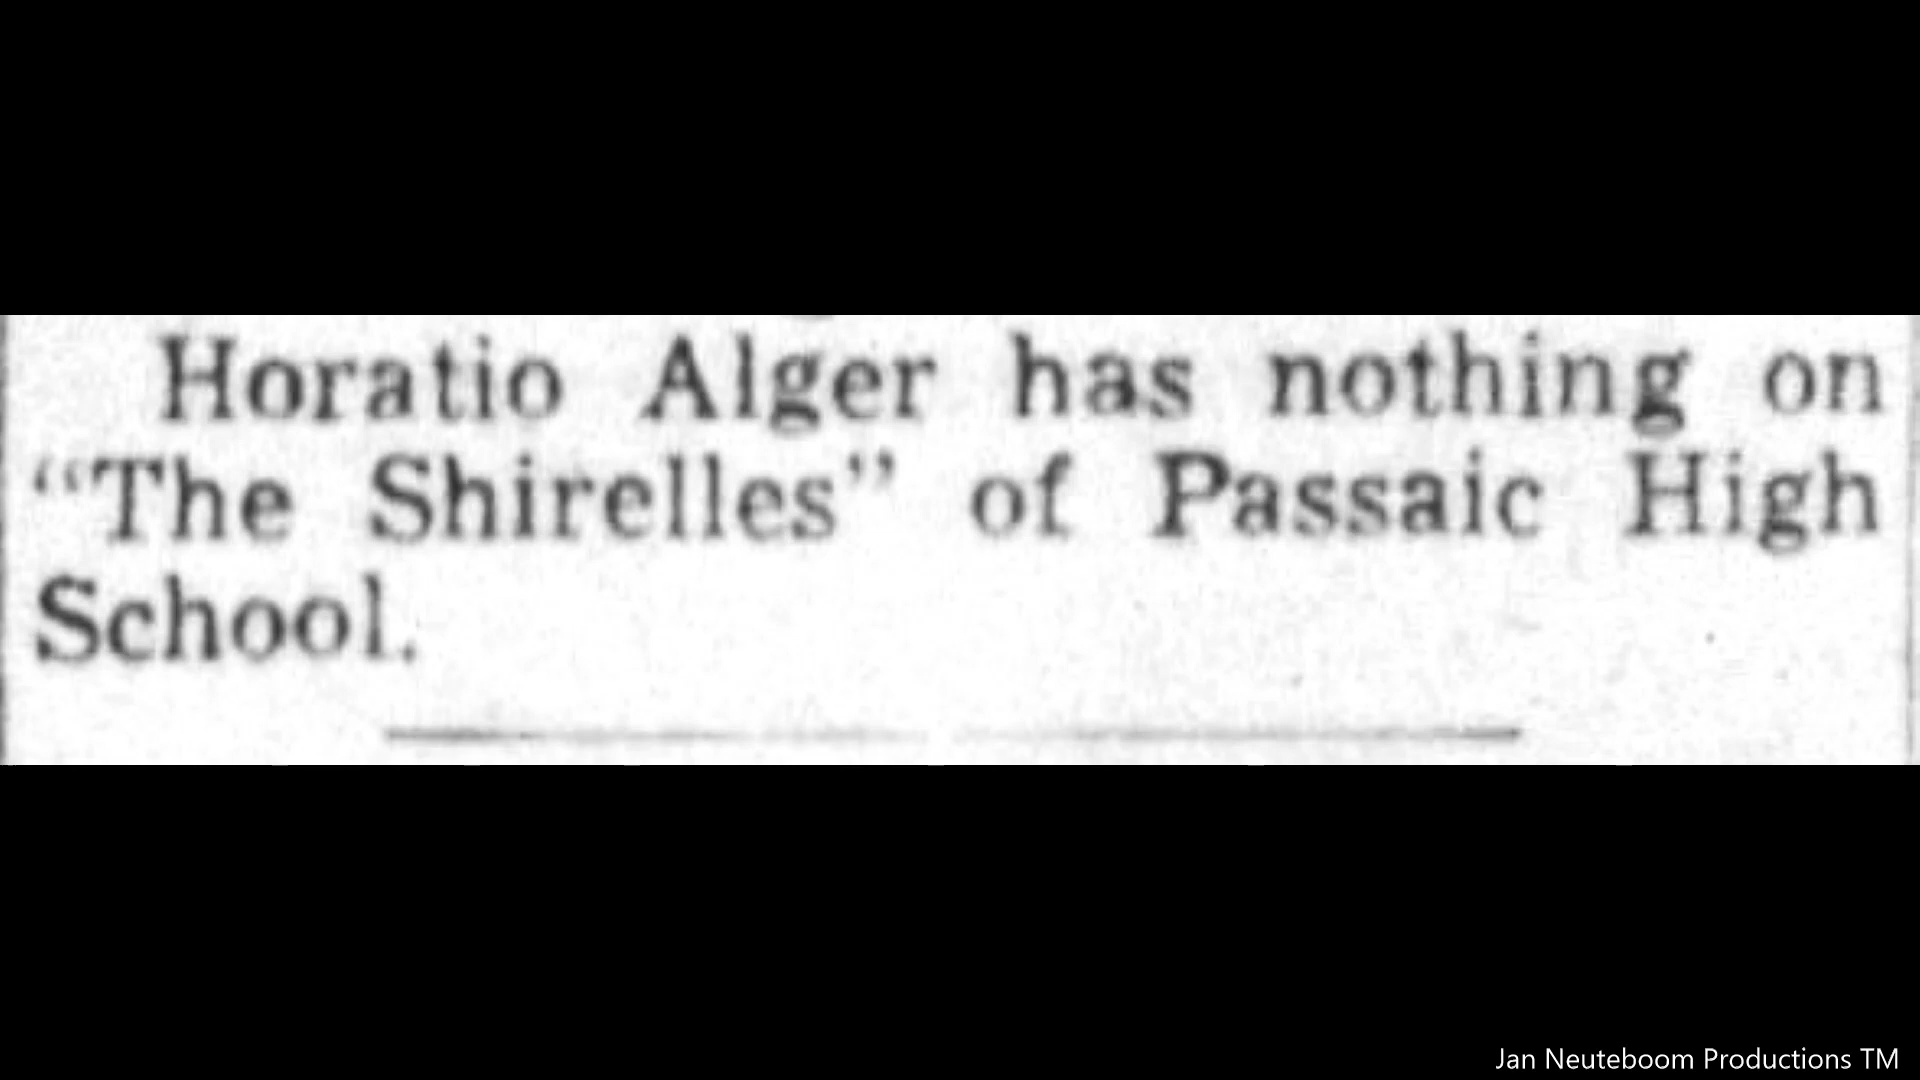 Horatio Alger has nothing on
“The Shirelles” of Passaic High
School.
Jan Neuteboom Productions TM